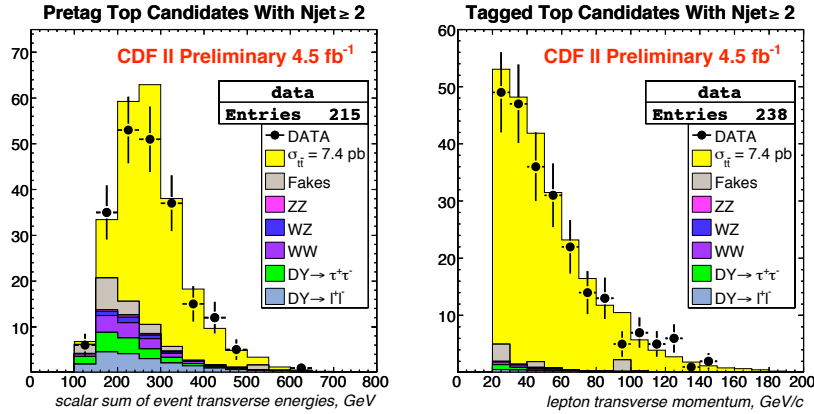 Pretag Top Candidates With Njet ≥ 2
CDF II Preliminary 4.5 fb⁻¹
data
Entries 215
DATA
σ_tt̄ = 7.4 pb
Fakes
ZZ
WZ
WW
DY→ τ⁺τ⁻
DY→ l⁺l⁻
70
60
50
40
30
20
10
0 100 200 300 400 500 600 700 800
scalar sum of event transverse energies, GeV
Tagged Top Candidates With Njet ≥ 2
CDF II Preliminary 4.5 fb⁻¹
data
Entries 238
DATA
σ_tt̄ = 7.4 pb
Fakes
ZZ
WZ
WW
DY→ τ⁺τ⁻
DY→ l⁺l⁻
60
50
40
30
20
10
0 20 40 60 80 100 120 140 160 180 200
lepton transverse momentum, GeV/c